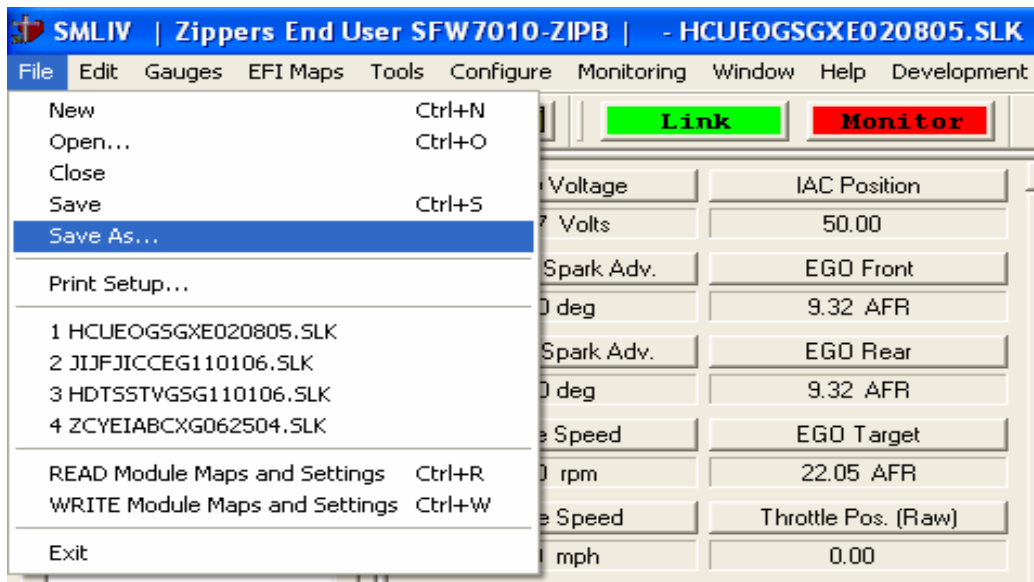 SMLIV | Zippers End User SFW7010-ZIPB | - HCUEOGSGXE020805.SLK
File Edit Gauges EFI Maps Tools Configure Monitoring Window Help Development
New Ctrl+N
Open... Ctrl+O
Close
Save Ctrl+S
Save As...
Print Setup...
1 HCUEOGSGXE020805.SLK
2 JIJFJICCEG110106.SLK
3 HDTSSTVGSG110106.SLK
4 ZCYEIABCXG062504.SLK
READ Module Maps and Settings Ctrl+R
WRITE Module Maps and Settings Ctrl+W
Exit
Link Monitor
Voltage IAC Position
Volts 50.00
Spark Adv. EGO Front
deg 9.32 AFR
Spark Adv. EGO Rear
deg 9.32 AFR
Speed EGO Target
rpm 22.05 AFR
Speed Throttle Pos. (Raw)
mph 0.00